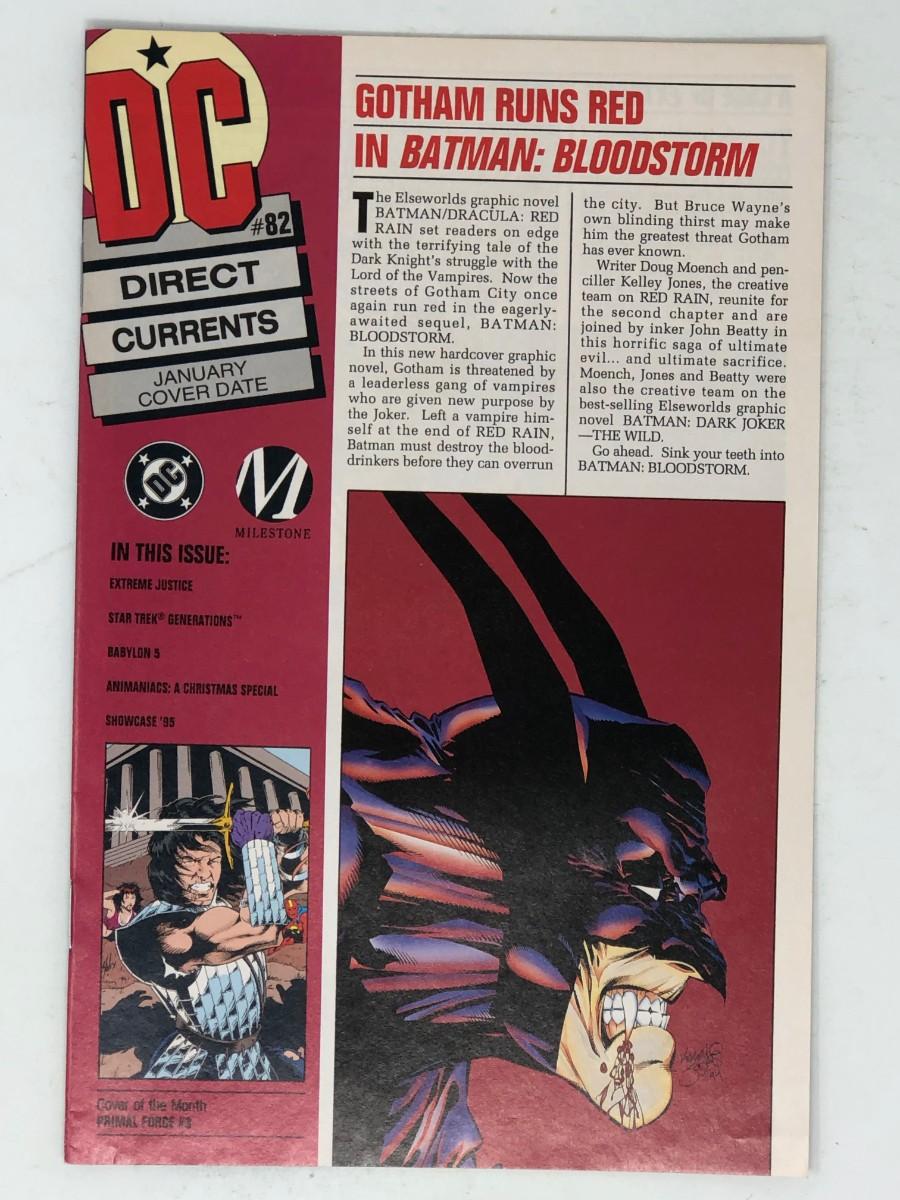 DC
#82
DIRECT
CURRENTS
JANUARY
COVER DATE
DC
M
MILESTONE
IN THIS ISSUE:
EXTREME JUSTICE
STAR TREK® GENERATIONS™
BABYLON 5
ANIMANIACS: A CHRISTMAS SPECIAL
SHOWCASE '95
Cover of the Month
PRIMAL FORCE #3
GOTHAM RUNS RED
IN BATMAN: BLOODSTORM
The Elseworlds graphic novel
BATMAN/DRACULA: RED
RAIN set readers on edge
with the terrifying tale of the
Dark Knight's struggle with the
Lord of the Vampires. Now the
streets of Gotham City once
again run red in the eagerly-
awaited sequel, BATMAN:
BLOODSTORM.
In this new hardcover graphic
novel, Gotham is threatened by
a leaderless gang of vampires
who are given new purpose by
the Joker. Left a vampire him-
self at the end of RED RAIN,
Batman must destroy the blood-
drinkers before they can overrun
the city. But Bruce Wayne's
own blinding thirst may make
him the greatest threat Gotham
has ever known.
Writer Doug Moench and pen-
ciller Kelley Jones, the creative
team on RED RAIN, reunite for
the second chapter and are
joined by inker John Beatty in
this horrific saga of ultimate
evil... and ultimate sacrifice.
Moench, Jones and Beatty were
also the creative team on the
best-selling Elseworlds graphic
novel BATMAN: DARK JOKER
—THE WILD.
Go ahead. Sink your teeth into
BATMAN: BLOODSTORM.